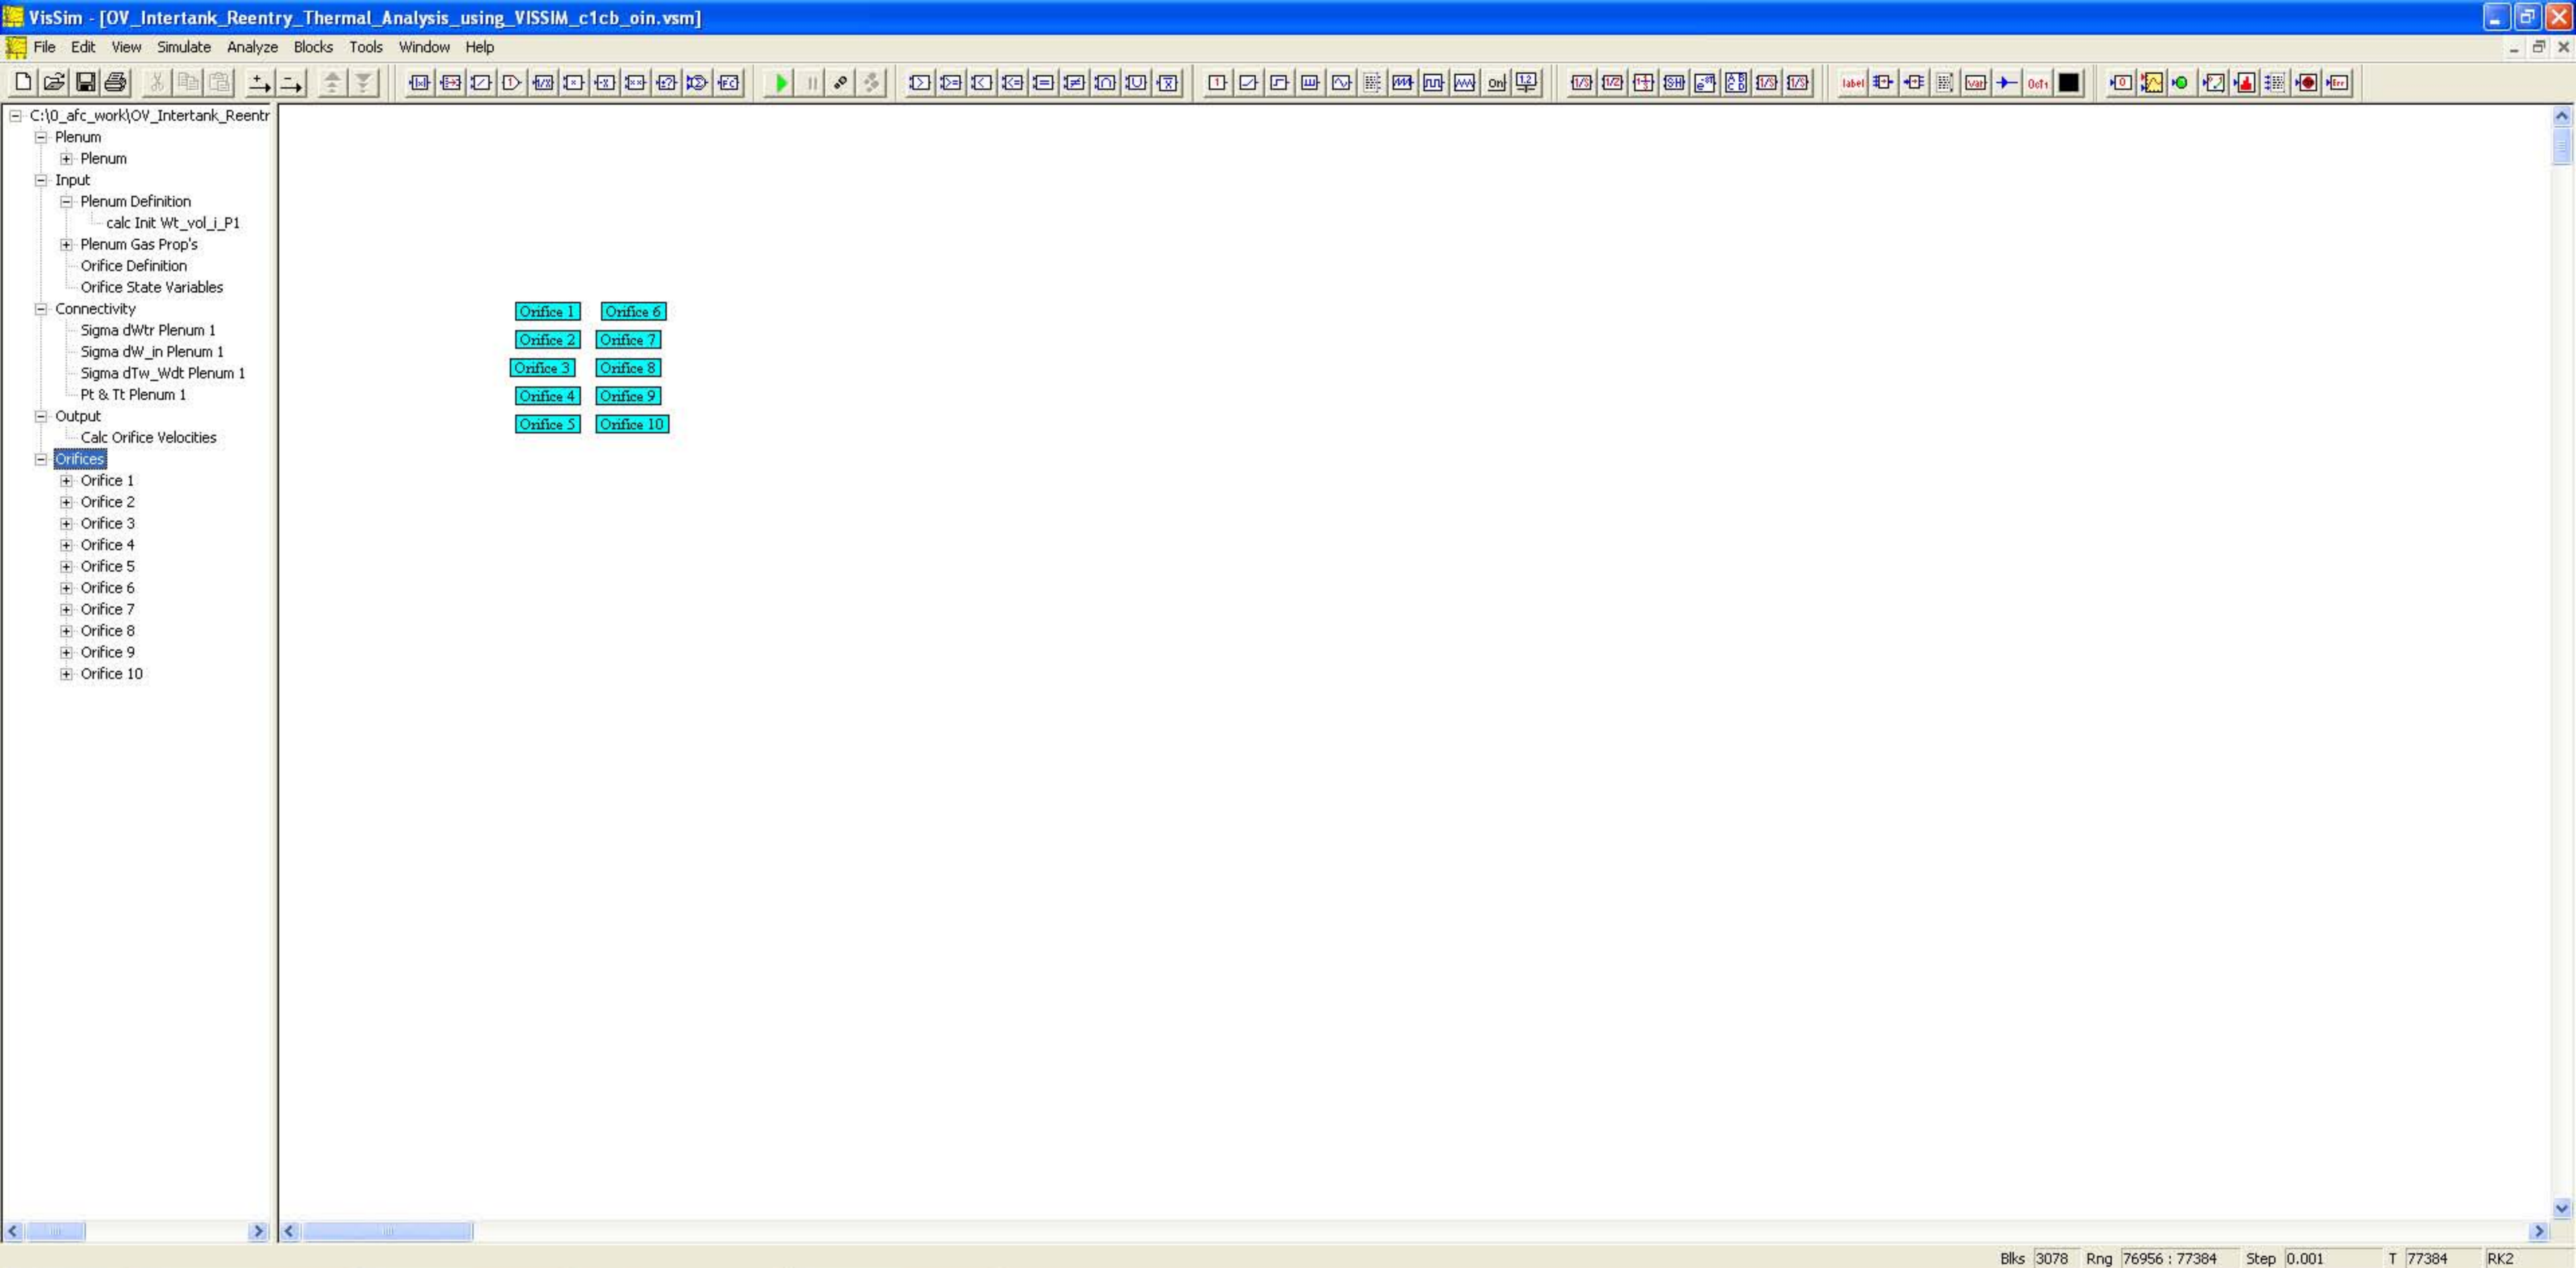 VisSim - [OV_Intertank_Reentry_Thermal_Analysis_using_VISSIM_c1cb_oin.vsm]
File Edit View Simulate Analyze Blocks Tools Window Help
label var On
C:\0_afc_work\OV_Intertank_Reentr
Plenum
Plenum
Input
Plenum Definition
calc Init Wt_vol_i_P1
Plenum Gas Prop's
Orifice Definition
Orifice State Variables
Connectivity
Sigma dWtr Plenum 1
Sigma dW_in Plenum 1
Sigma dTw_Wdt Plenum 1
Pt & Tt Plenum 1
Output
Calc Orifice Velocities
Orifices
Orifice 1
Orifice 2
Orifice 3
Orifice 4
Orifice 5
Orifice 6
Orifice 7
Orifice 8
Orifice 9
Orifice 10
Orifice 1 Orifice 6
Orifice 2 Orifice 7
Orifice 3 Orifice 8
Orifice 4 Orifice 9
Orifice 5 Orifice 10
Blks 3078 Rng 76956 : 77384 Step 0.001 T 77384 RK2